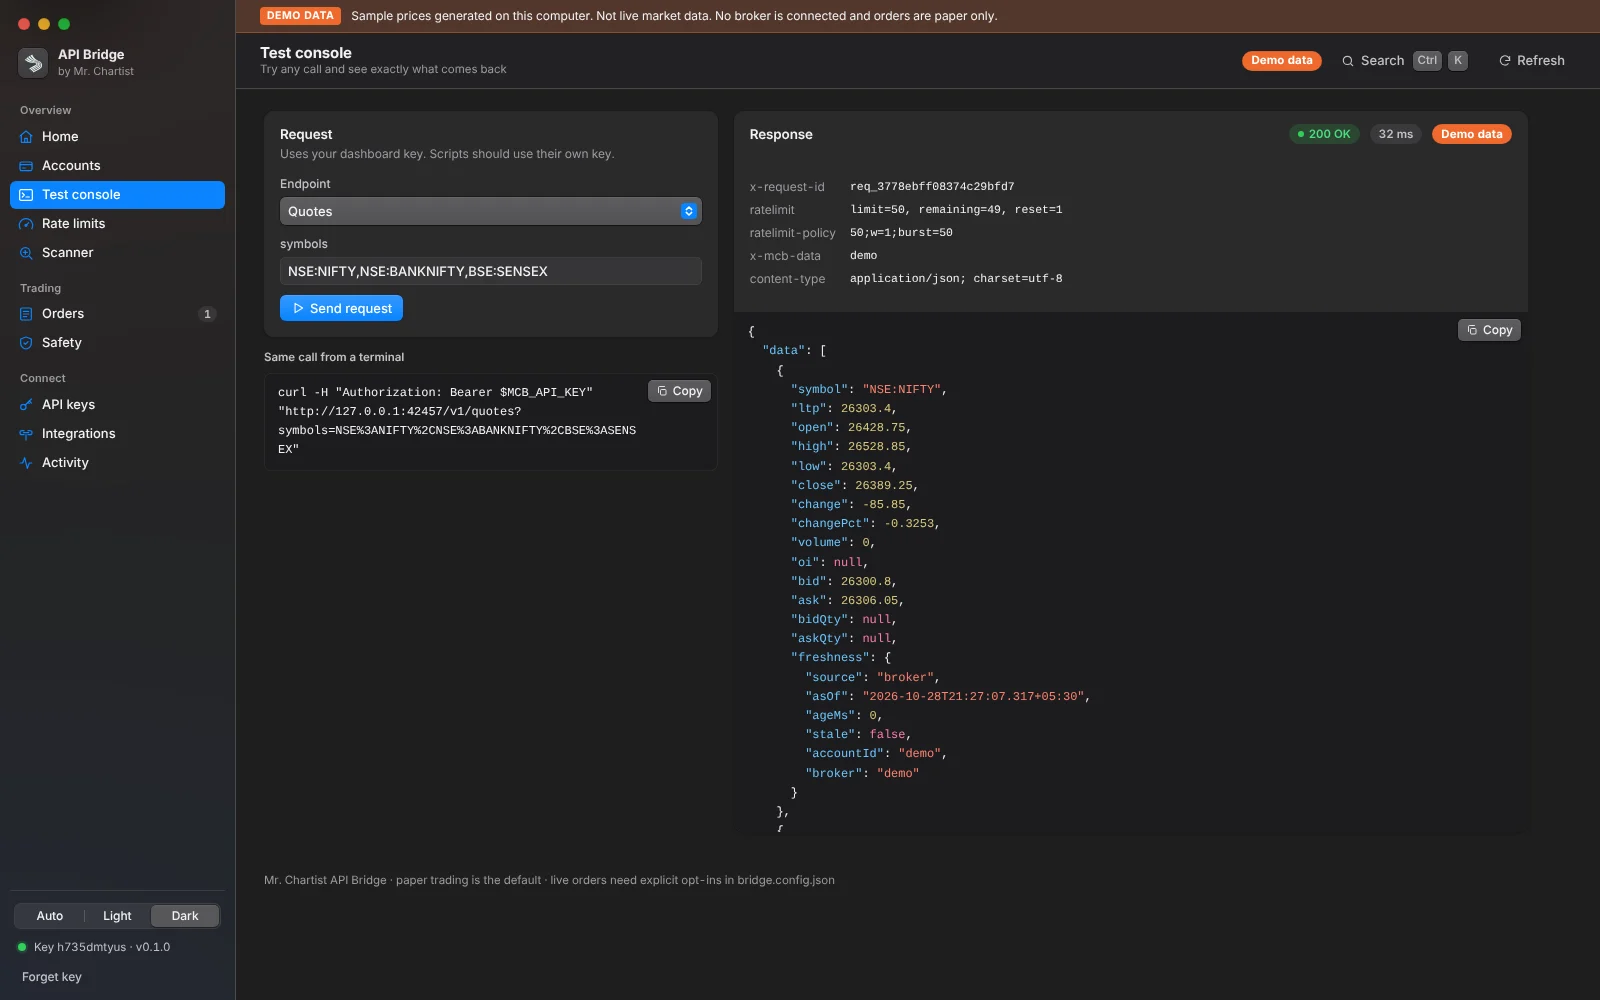 DEMO DATA Sample prices generated on this computer. Not live market data. No broker is connected and orders are paper only.
API Bridge
by Mr. Chartist
Overview
Home
Accounts
Test console
Rate limits
Scanner
Trading
Orders 1
Safety
Connect
API keys
Integrations
Activity
Auto Light Dark
Key h735dmtyus · v0.1.0
Forget key
Test console
Try any call and see exactly what comes back
Demo data Search Ctrl K Refresh
Request
Uses your dashboard key. Scripts should use their own key.
Endpoint
Quotes
symbols
NSE:NIFTY,NSE:BANKNIFTY,BSE:SENSEX
Send request
Same call from a terminal
Copy
curl -H "Authorization: Bearer $MCB_API_KEY"
"http://127.0.0.1:42457/v1/quotes?
symbols=NSE%3ANIFTY%2CNSE%3ABANKNIFTY%2CBSE%3ASENS
EX"
Response 200 OK 32 ms Demo data
x-request-id req_3778ebff08374c29bfd7
ratelimit limit=50, remaining=49, reset=1
ratelimit-policy 50;w=1;burst=50
x-mcb-data demo
content-type application/json; charset=utf-8
Copy
{
"data": [
{
"symbol": "NSE:NIFTY",
"ltp": 26303.4,
"open": 26428.75,
"high": 26528.85,
"low": 26303.4,
"close": 26389.25,
"change": -85.85,
"changePct": -0.3253,
"volume": 0,
"oi": null,
"bid": 26300.8,
"ask": 26306.05,
"bidQty": null,
"askQty": null,
"freshness": {
"source": "broker",
"asOf": "2026-10-28T21:27:07.317+05:30",
"ageMs": 0,
"stale": false,
"accountId": "demo",
"broker": "demo"
}
},
{
Mr. Chartist API Bridge · paper trading is the default · live orders need explicit opt-ins in bridge.config.json